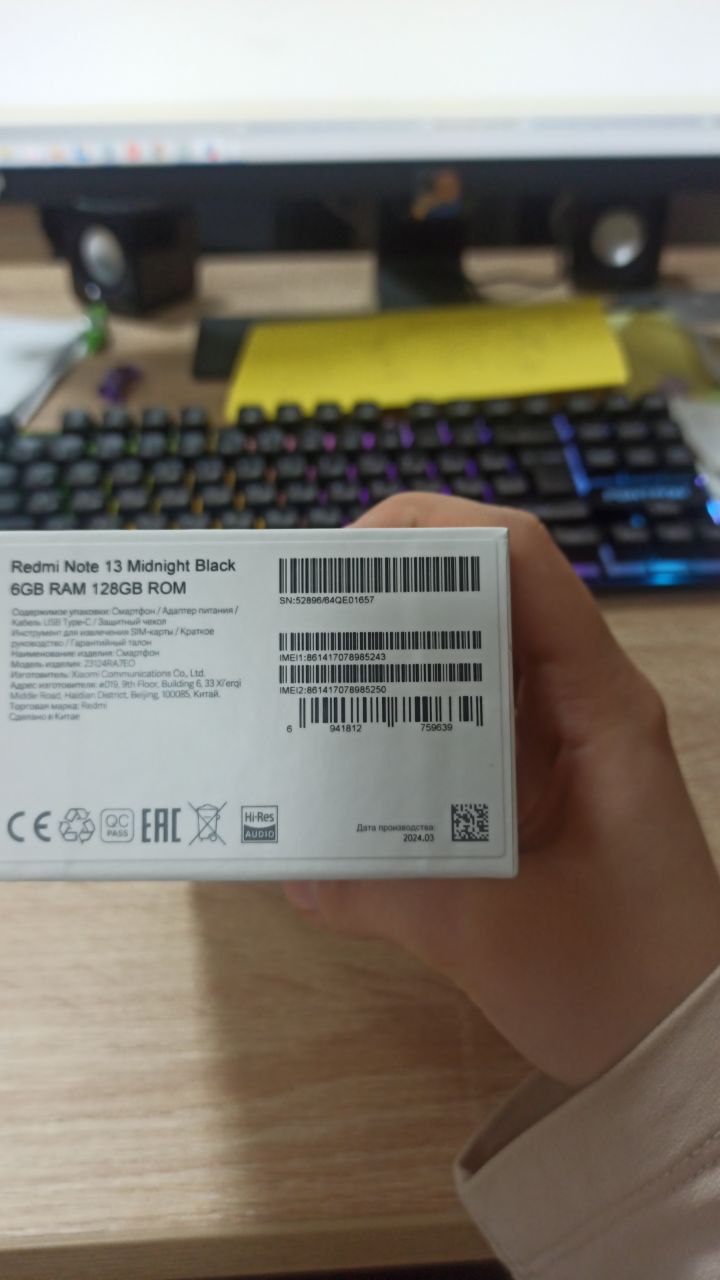 Redmi Note 13 Midnight Black
6GB RAM 128GB ROM
Содержимое упаковки: Смартфон / Адаптер питания /
Кабель USB Type-C / Защитный чехол
Инструмент для извлечения SIM-карты / Краткое
руководство / Гарантийный талон
Наименование изделия: Смартфон
Модель изделия: 23124RA7EO
Изготовитель: Xiaomi Communications Co., Ltd.
Адрес изготовителя: #019, 9th Floor, Building 6, 33 Xi'erqi
Middle Road, Haidian District, Beijing, 100085, Китай.
Торговая марка: Redmi
Сделано в Китае
SN:52896/64QE01657
IMEI1:861417078985243
IMEI2:861417078985250
6 941812 759639
CE
QC
PASS
EAC
Hi-Res
AUDIO
Дата производства:
2024.03